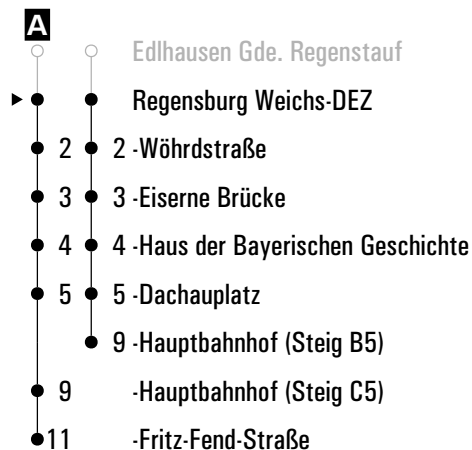 A
Edlhausen Gde. Regenstauf
Regensburg Weichs-DEZ
2 2 -Wöhrdstraße
3 3 -Eiserne Brücke
4 4 -Haus der Bayerischen Geschichte
5 5 -Dachauplatz
9 -Hauptbahnhof (Steig B5)
9 -Hauptbahnhof (Steig C5)
11 -Fritz-Fend-Straße